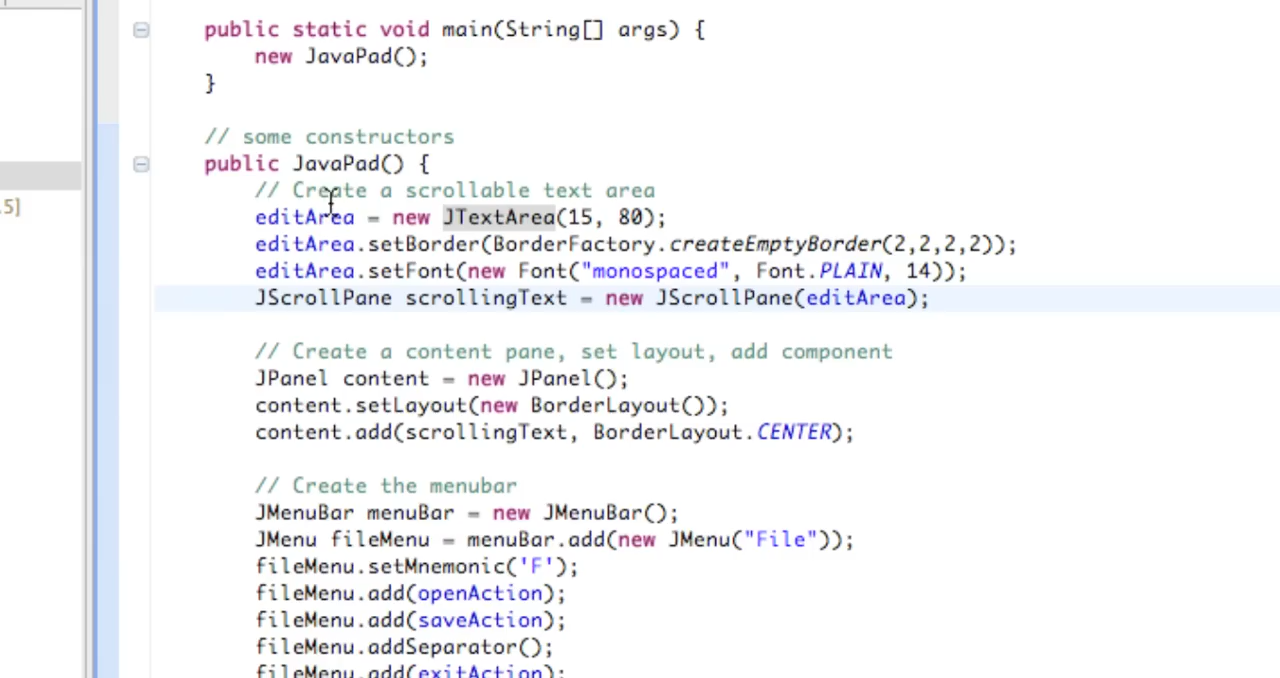 public static void main(String[] args) {
new JavaPad();
}
// some constructors
public JavaPad() {
// Create a scrollable text area
.5]
editArea = new JTextArea(15, 80);
editArea.setBorder(BorderFactory.createEmptyBorder(2,2,2,2));
editArea.setFont(new Font("monospaced", Font.PLAIN, 14));
JScrollPane scrollingText = new JScrollPane(editArea);
// Create a content pane, set layout, add component
JPanel content = new JPanel();
content.setLayout(new BorderLayout());
content.add(scrollingText, BorderLayout.CENTER);
// Create the menubar
JMenuBar menuBar = new JMenuBar();
JMenu fileMenu = menuBar.add(new JMenu("File"));
fileMenu.setMnemonic('F');
fileMenu.add(openAction);
fileMenu.add(saveAction);
fileMenu.addSeparator();
fileMenu.add(exitAction);